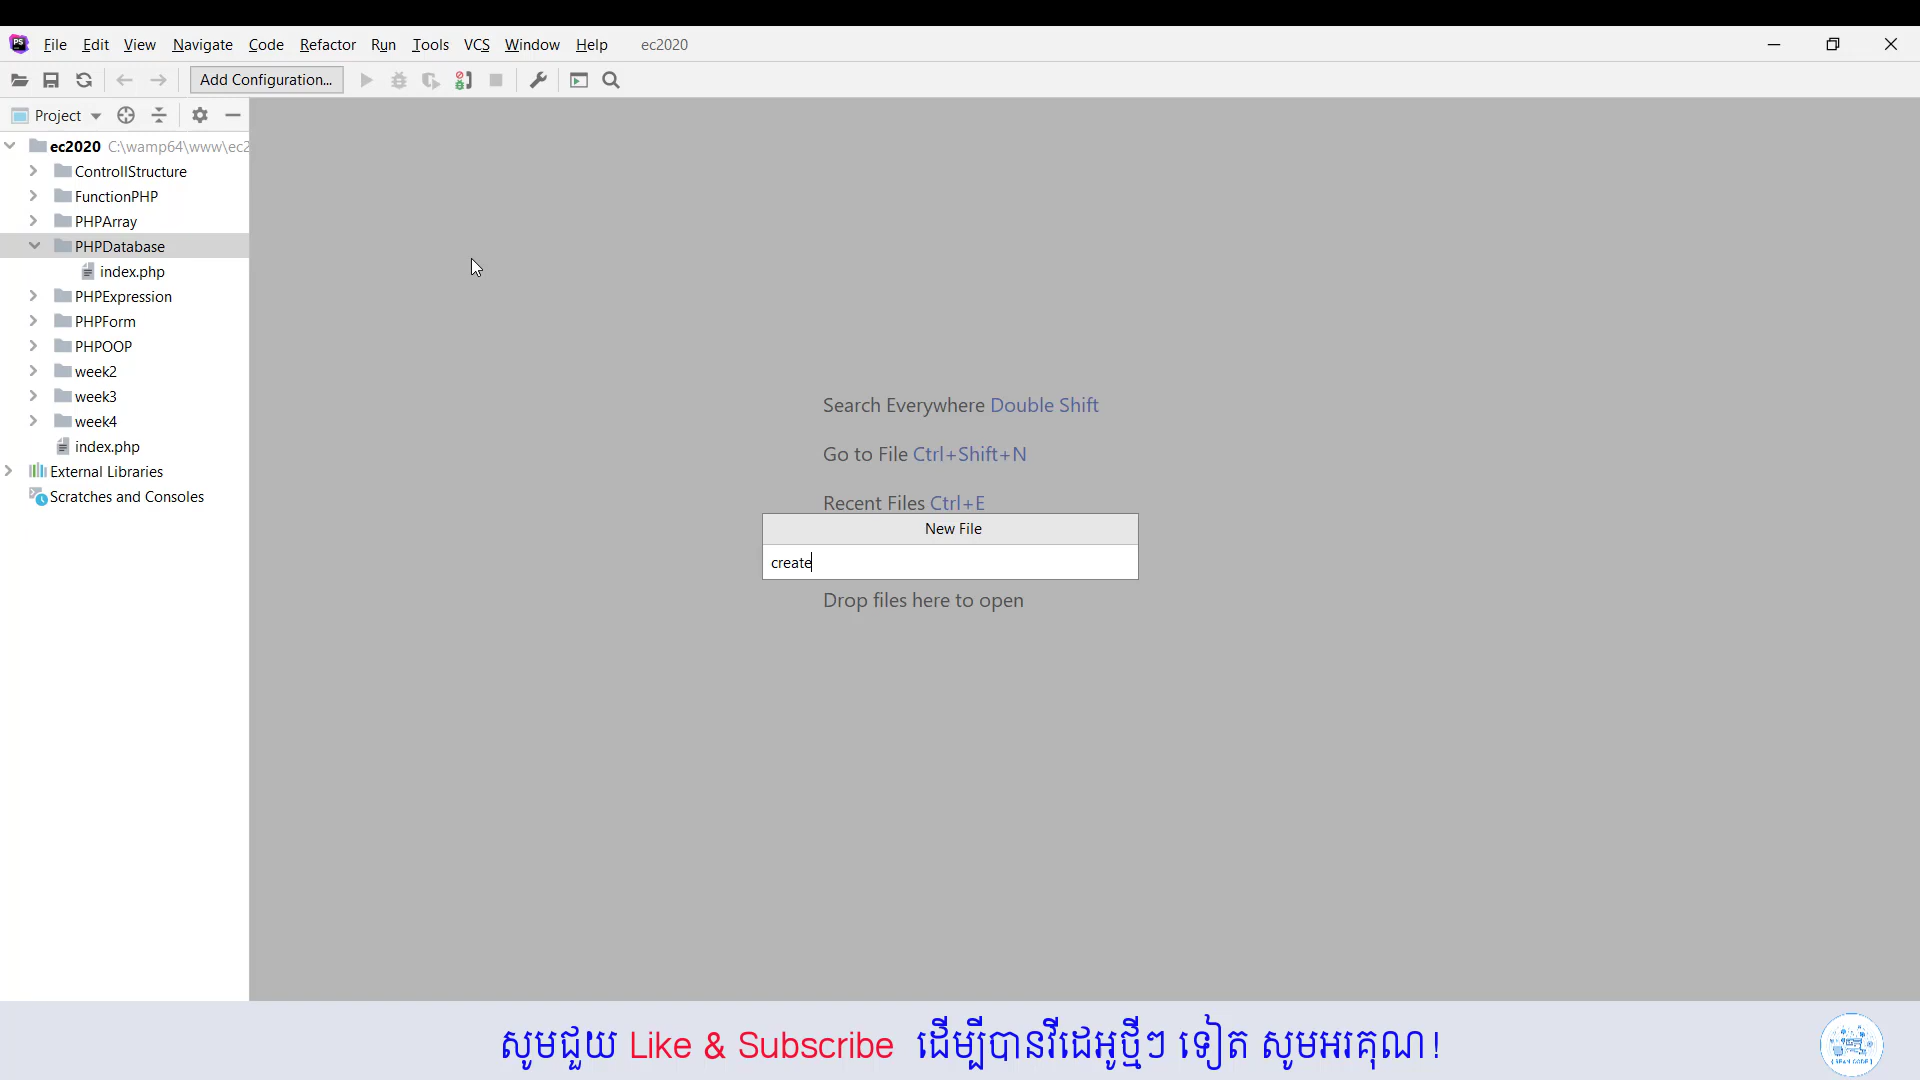 File Edit View Navigate Code Refactor Run Tools VCS Window Help ec2020
Add Configuration...
Project
ec2020 C:\wamp64\www\ec2
ControllStructure
FunctionPHP
PHPArray
PHPDatabase
index.php
PHPExpression
PHPForm
PHPOOP
week2
week3
week4
index.php
External Libraries
Scratches and Consoles
Search Everywhere Double Shift
Go to File Ctrl+Shift+N
Recent Files Ctrl+E
New File
create
Drop files here to open
សូមជួយ Like & Subscribe ដើម្បីបានវីដេអូថ្មីៗ ទៀត សូមអរគុណ!